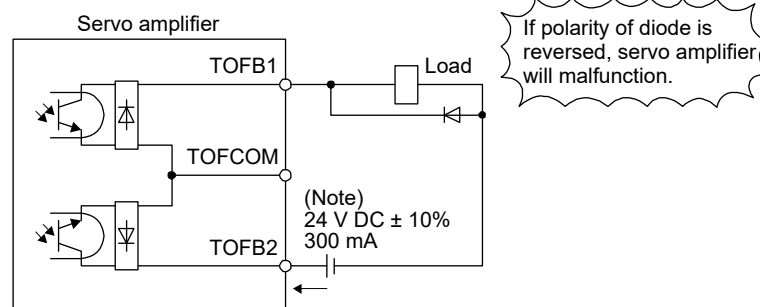 Servo amplifier
If polarity of diode is
reversed, servo amplifier
will malfunction.
TOFB1
Load
TOFCOM
(Note)
24 V DC ± 10%
300 mA
TOFB2